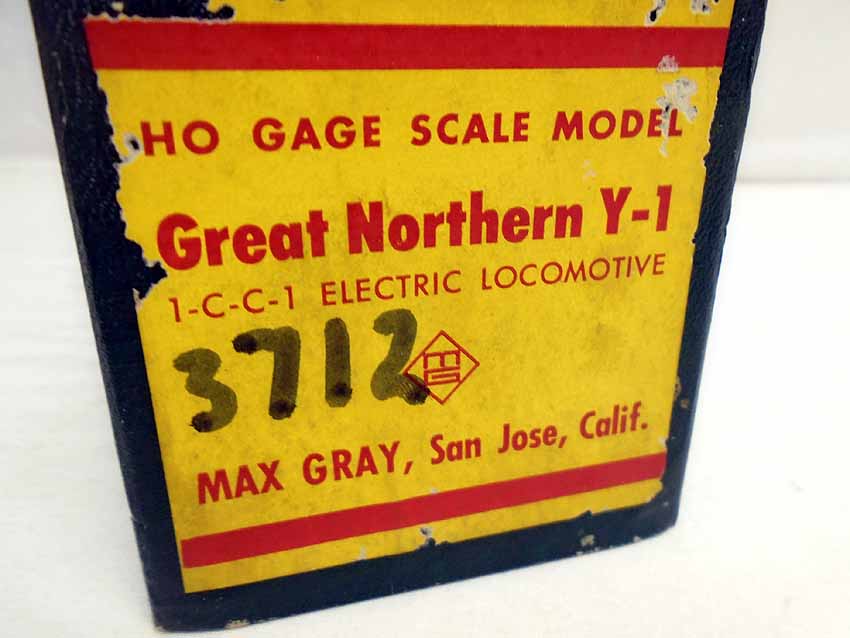 HO GAGE SCALE MODEL
Great Northern Y-1
1-C-C-1 ELECTRIC LOCOMOTIVE
3712
MAX GRAY, San Jose, Calif.